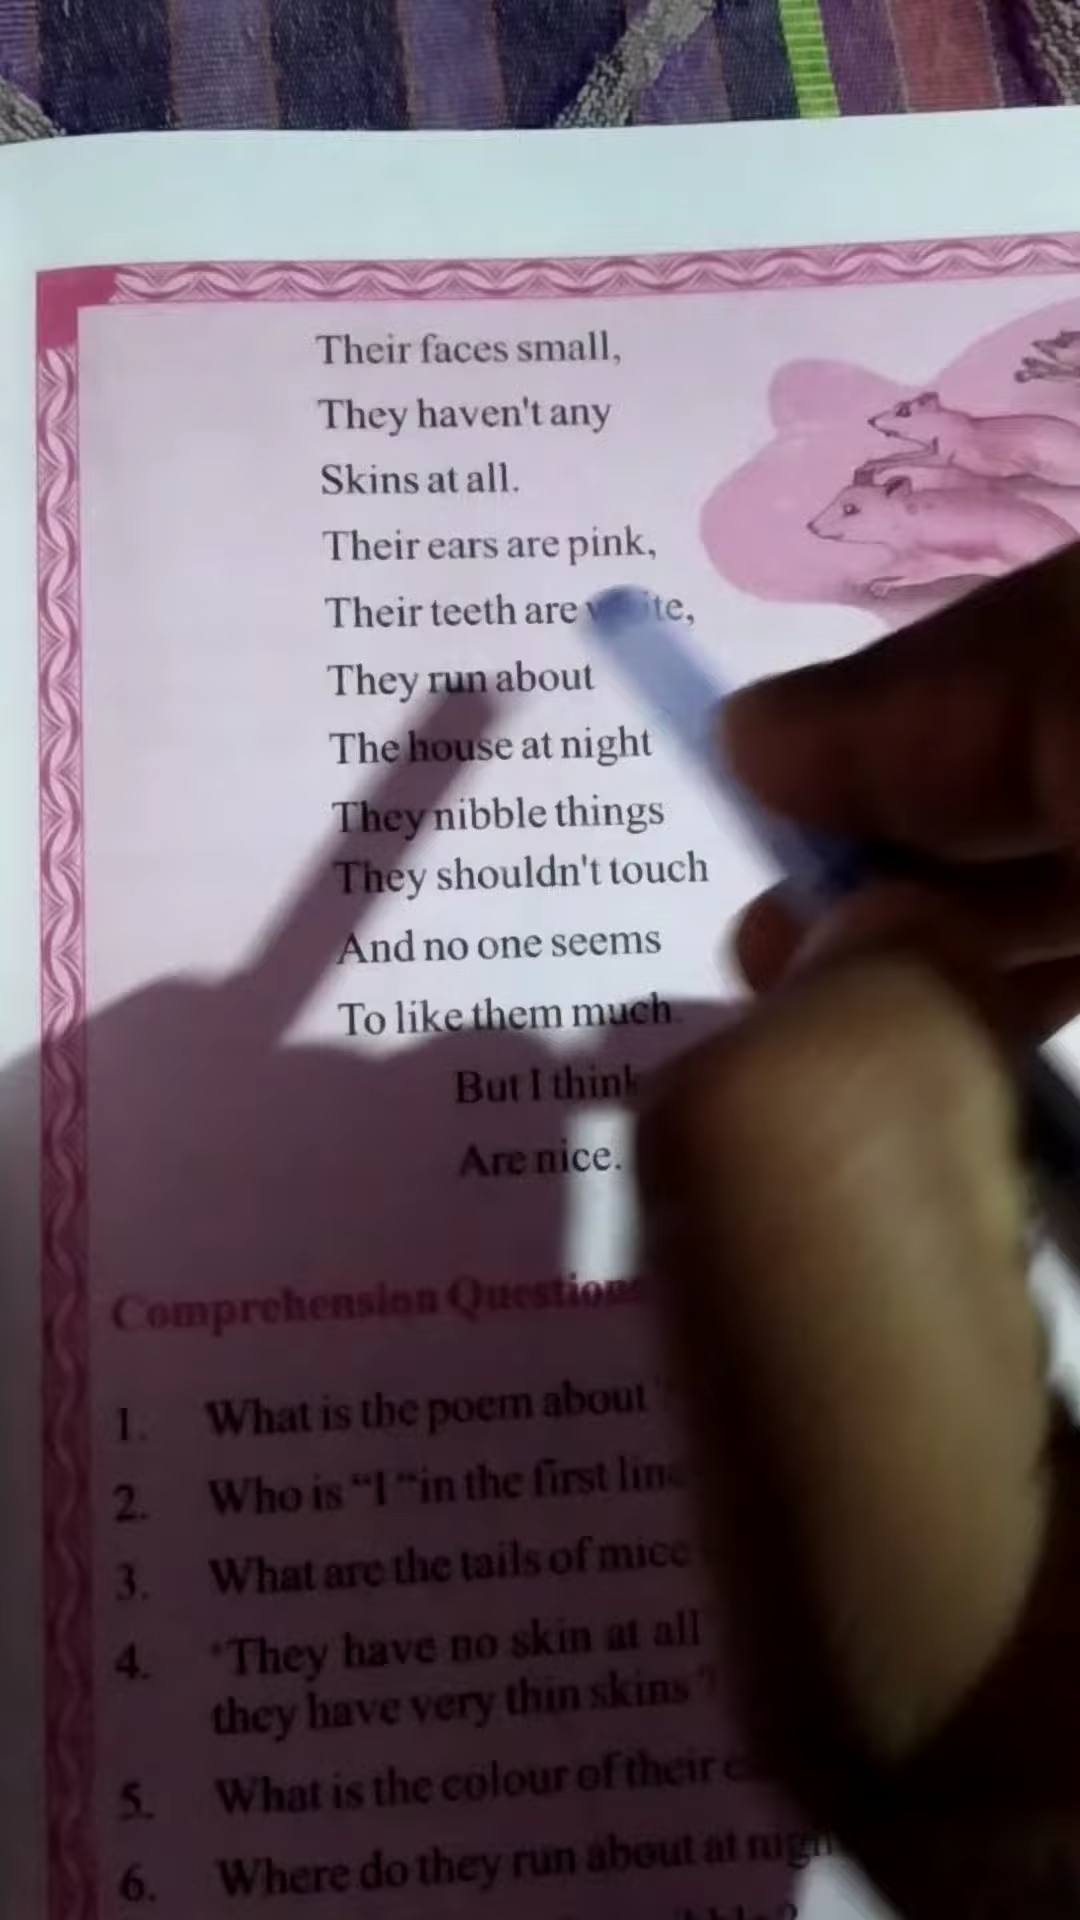 Their faces small,
They haven't any
Skins at all.
Their ears are pink,
Their teeth are
They run about
The house at night
They nibble things
They shouldn't touch
And no one seems
To like them much
But I think
Are nice.
Comprehension Questions
1. What is the poem about
2. Who is "I "in the first line
3. What are the tails of mice
4. 'They have no skin at all
they have very thin skins'?
5. What is the colour of their
6. Where do they run about at